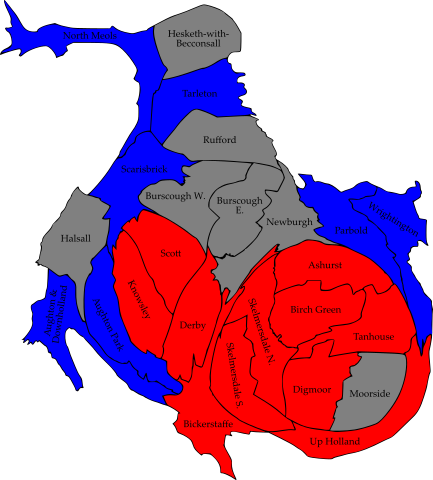 North Meols
Hesketh-with-
Becconsall
Tarleton
Rufford
Scarisbrick
Burscough W.
Burscough
E.
Newburgh
Wrightington
Parbold
Halsall
Scott
Ashurst
Knowsley
Birch Green
Aughton &
Downholland
Aughton Park
Derby
Skelmersdale N.
Tanhouse
Skelmersdale S.
Digmoor
Moorside
Bickerstaffe
Up Holland